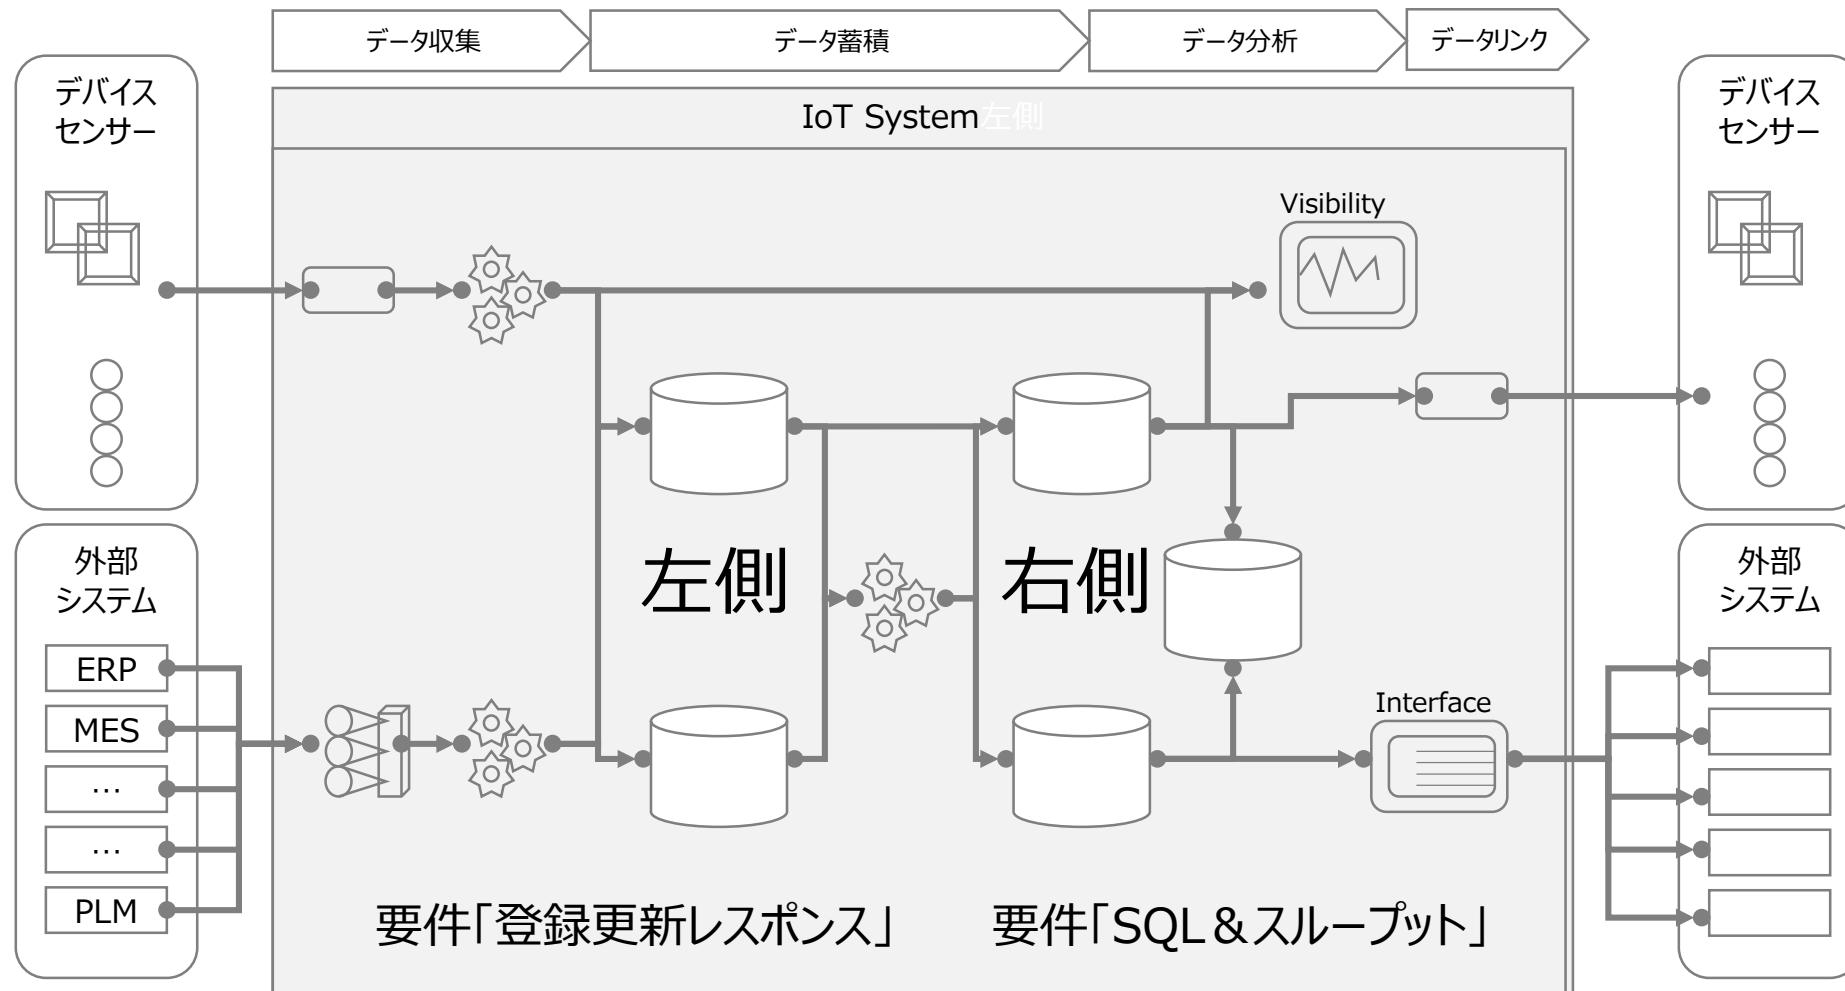 データ収集
データ蓄積
データ分析
データリンク
デバイス
センサー
IoT System左側
デバイス
センサー
Visibility
外部
システム
左側
右側
外部
システム
ERP
MES
…
…
PLM
Interface
要件「登録更新レスポンス」
要件「SQL＆スループット」